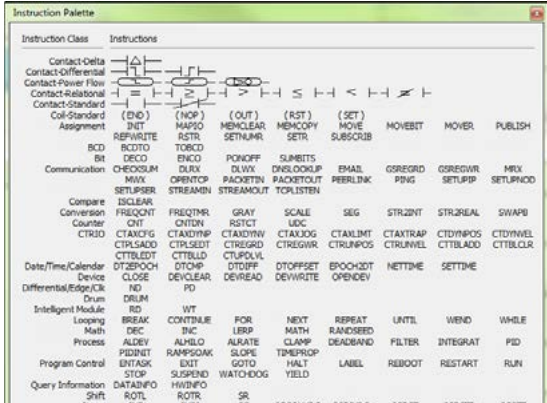 Instruction Palette
Instruction Class Instructions
Contact-Delta Δ
Contact-Differential
Contact-Power Flow
Contact-Relational = ≥ > ≤ < ≠
Contact-Standard
Coil-Standard (END) (NOP) (OUT) (RST) (SET)
Assignment INIT MAPIO MEMCLEAR MEMCOPY MOVE MOVEBIT MOVER PUBLISH
REFWRITE RSTR SETNUMR SETR SUBSCRIB
BCD BCDTO TOBCD
Bit DECO ENCO PONOFF SUMBITS
Communication CHECKSUM DLRX DLWX DNSLOOKUP EMAIL GSREGRD GSREGWR MRX
MWX OPENTCP PACKETIN PACKETOUT PEERLINK PING SETUPIP SETUPNOD
SETUPSER STREAMIN STREAMOUT TCPLISTEN
Compare ISCLEAR
Conversion FREQCNT FREQTMR GRAY SCALE SEG STR2INT STR2REAL SWAPB
Counter CNT CNTDN RSTCT UDC
CTRIO CTAXCFG CTAXDYNP CTAXDYNV CTAXJOG CTAXLIMT CTAXTRAP CTDYNPOS CTDYNVEL
CTPLSADD CTPLSEDT CTREGRD CTREGWR CTRUNPOS CTRUNVEL CTTBLADD CTTBLCLR
CTTBLEDT CTTBLLD CTUPDLVL
Date/Time/Calendar DT2EPOCH DTCMP DTDIFF DTOFFSET EPOCH2DT NETTIME SETTIME
Device CLOSE DEVCLEAR DEVREAD DEVWRITE OPENDEV
Differential/Edge/Clk ND PD
Drum DRUM
Intelligent Module RD WT
Looping BREAK CONTINUE FOR NEXT REPEAT UNTIL WEND WHILE
Math DEC INC LERP MATH RANDSEED
Process ALDEV ALHILO ALRATE CLAMP DEADBAND FILTER INTEGRAT PID
PIDINIT RAMPSOAK SLOPE TIMEPROP
Program Control ENTASK EXIT GOTO HALT LABEL REBOOT RESTART RUN
STOP SUSPEND WATCHDOG YIELD
Query Information DATAINFO HWINFO
Shift ROTL ROTR SR